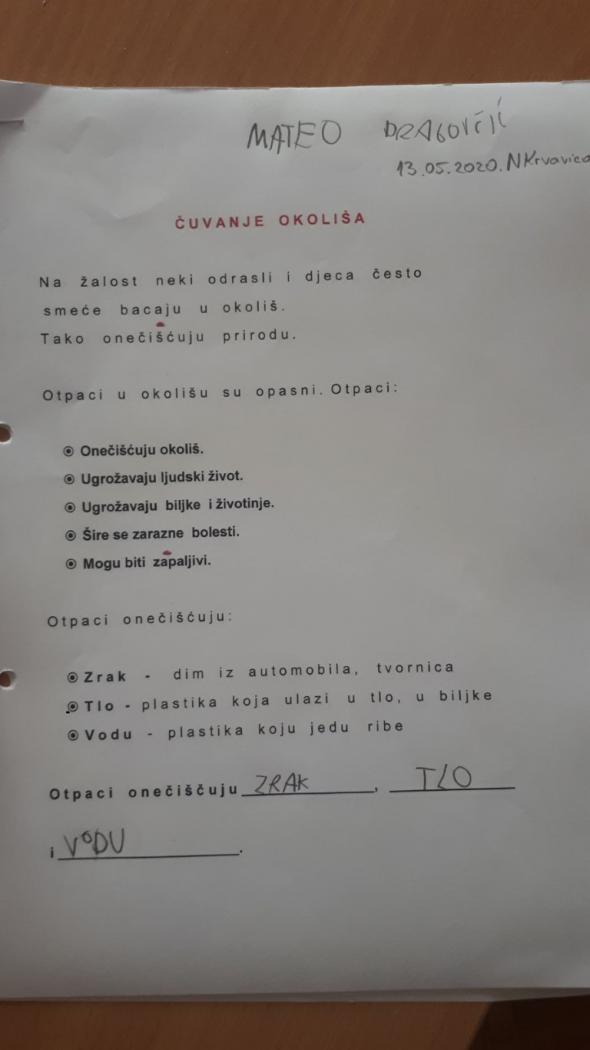 MATEO DRAGOVČIĆ
13.05.2020. N Krvavica
ČUVANJE OKOLIŠA
Na žalost neki odrasli i djeca često
smeće bacaju u okoliš.
Tako onečišćuju prirodu.
Otpaci u okolišu su opasni. Otpaci:
Onečišćuju okoliš.
Ugrožavaju ljudski život.
Ugrožavaju biljke i životinje.
Šire se zarazne bolesti.
Mogu biti zapaljivi.
Otpaci onečišćuju:
Zrak - dim iz automobila, tvornica
Tlo - plastika koja ulazi u tlo, u biljke
Vodu - plastika koju jedu ribe
Otpaci onečiščuju ZRAK, TLO
i VODU.